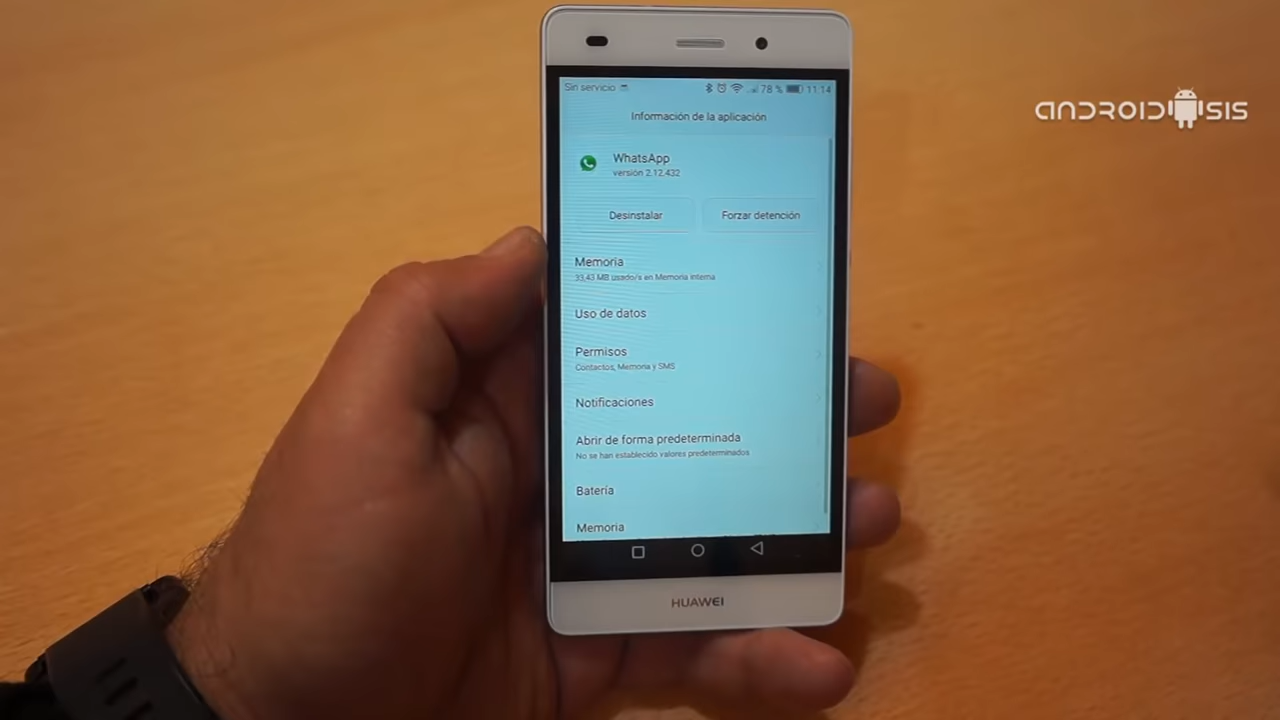 Sin servicio 78 % 11:14
Información de la aplicación
WhatsApp
versión 2.12.432
Desinstalar Forzar detención
Memoria
33,43 MB usado/s en Memoria interna
Uso de datos
Permisos
Contactos, Memoria y SMS
Notificaciones
Abrir de forma predeterminada
No se han establecido valores predeterminados
Batería
Memoria
HUAWEI
ANDROIDSIS